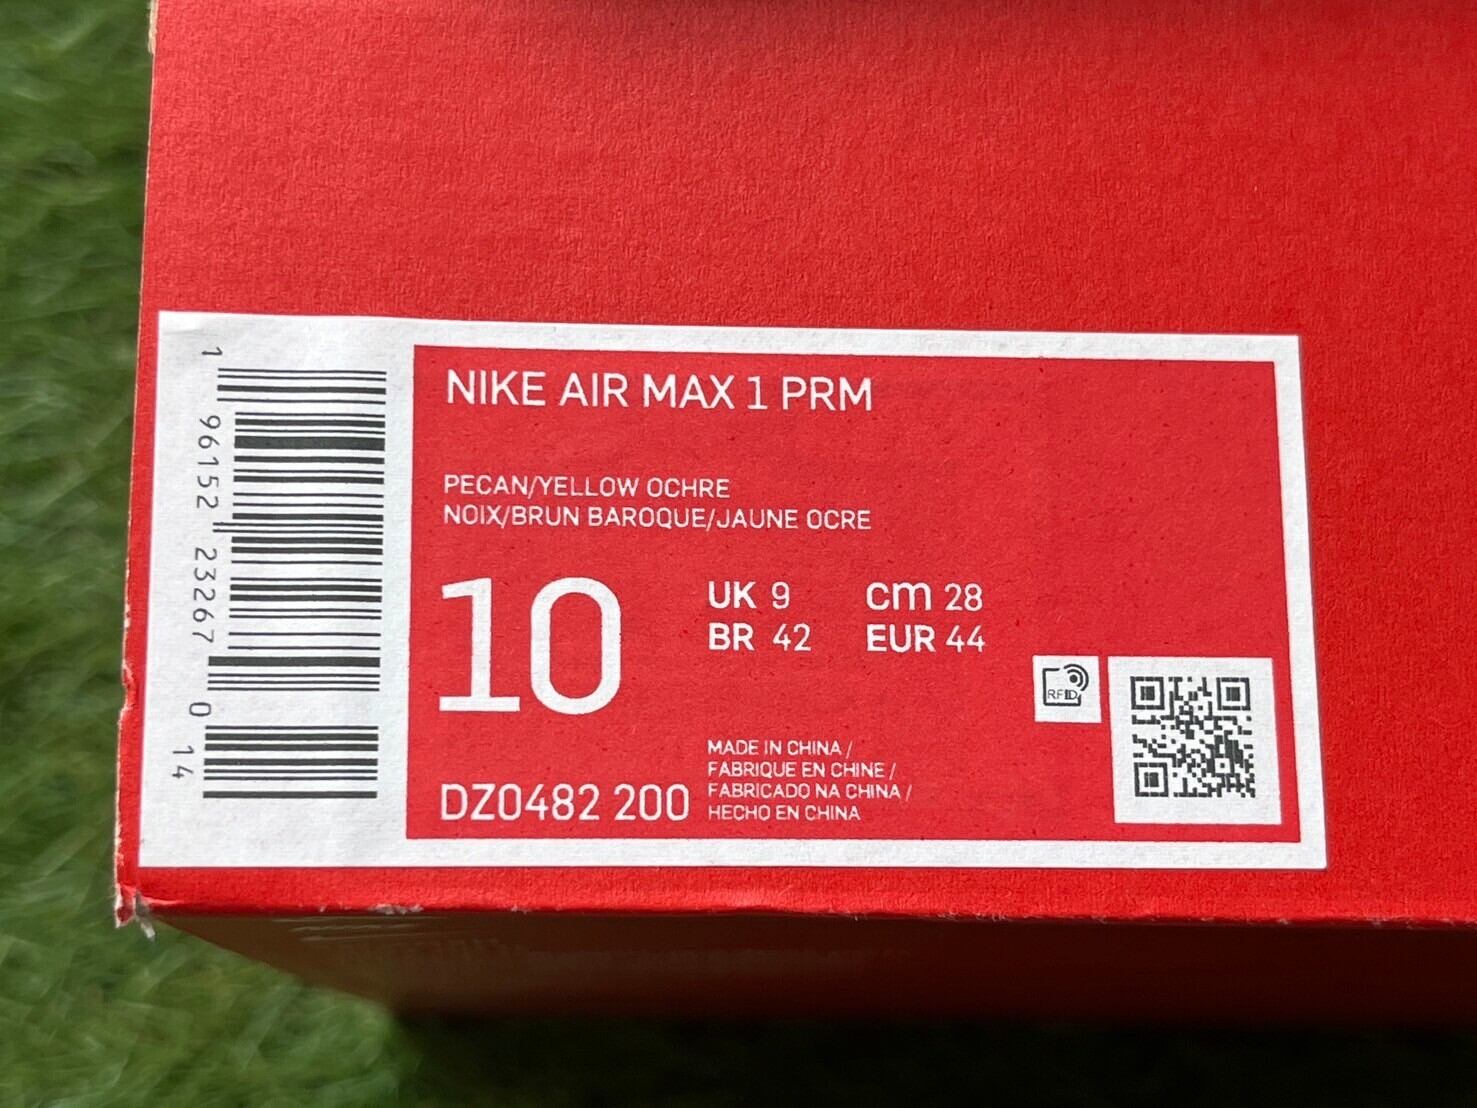 NIKE AIR MAX 1 PRM
PECAN/YELLOW OCHRE
NOIX/BRUN BAROQUE/JAUNE OCRE
10
UK 9 cm 28
BR 42 EUR 44
RFID
DZ0482 200
MADE IN CHINA /
FABRIQUE EN CHINE /
FABRICADO NA CHINA /
HECHO EN CHINA
1 96152 23267 0 14